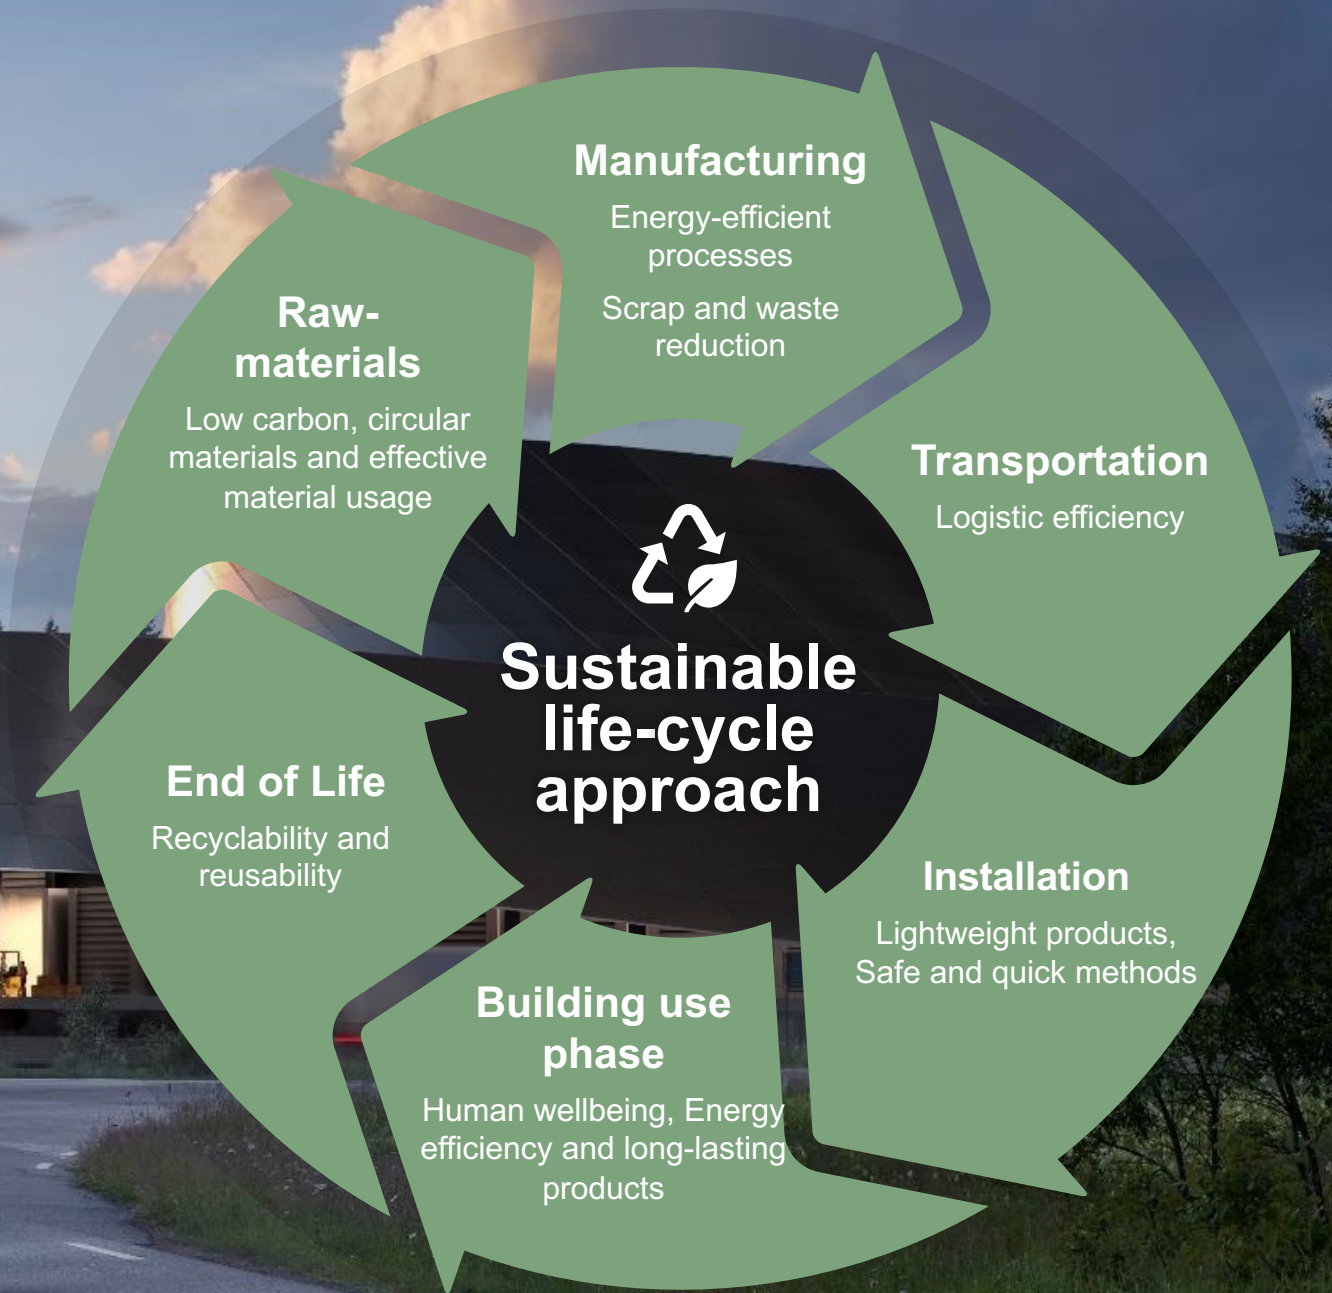 Manufacturing
Energy-efficient
processes
Scrap and waste
reduction
Raw-
materials
Low carbon, circular
materials and effective
material usage
Transportation
Logistic efficiency
Sustainable
life-cycle
approach
End of Life
Recyclability and
reusability
Installation
Lightweight products,
Safe and quick methods
Building use
phase
Human wellbeing, Energy
efficiency and long-lasting
products